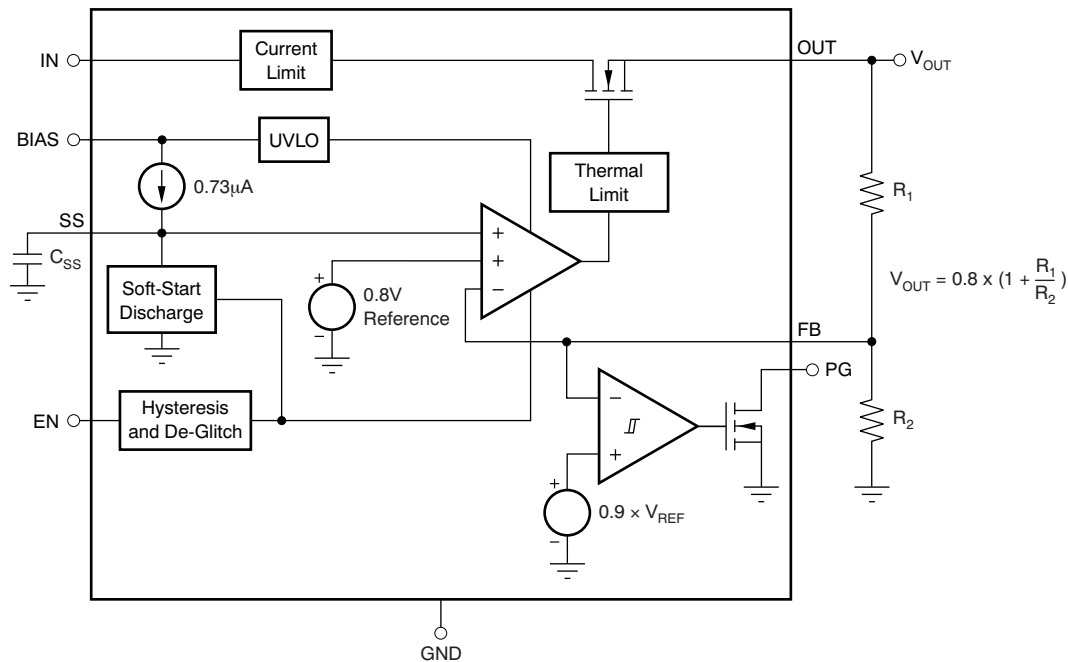 IN
Current
Limit
OUT
V_OUT
BIAS
UVLO
0.73µA
Thermal
Limit
R_1
SS
C_SS
+
+
−
Soft-Start
Discharge
+
−
0.8V
Reference
V_OUT = 0.8 x (1 + R_1/R_2)
FB
PG
EN
Hysteresis
and De-Glitch
−
+
R_2
+
−
0.9 × V_REF
GND